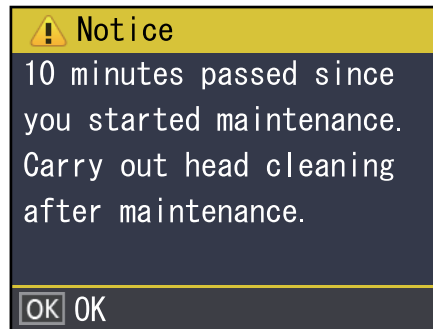 Notice
10 minutes passed since
you started maintenance.
Carry out head cleaning
after maintenance.
OK OK